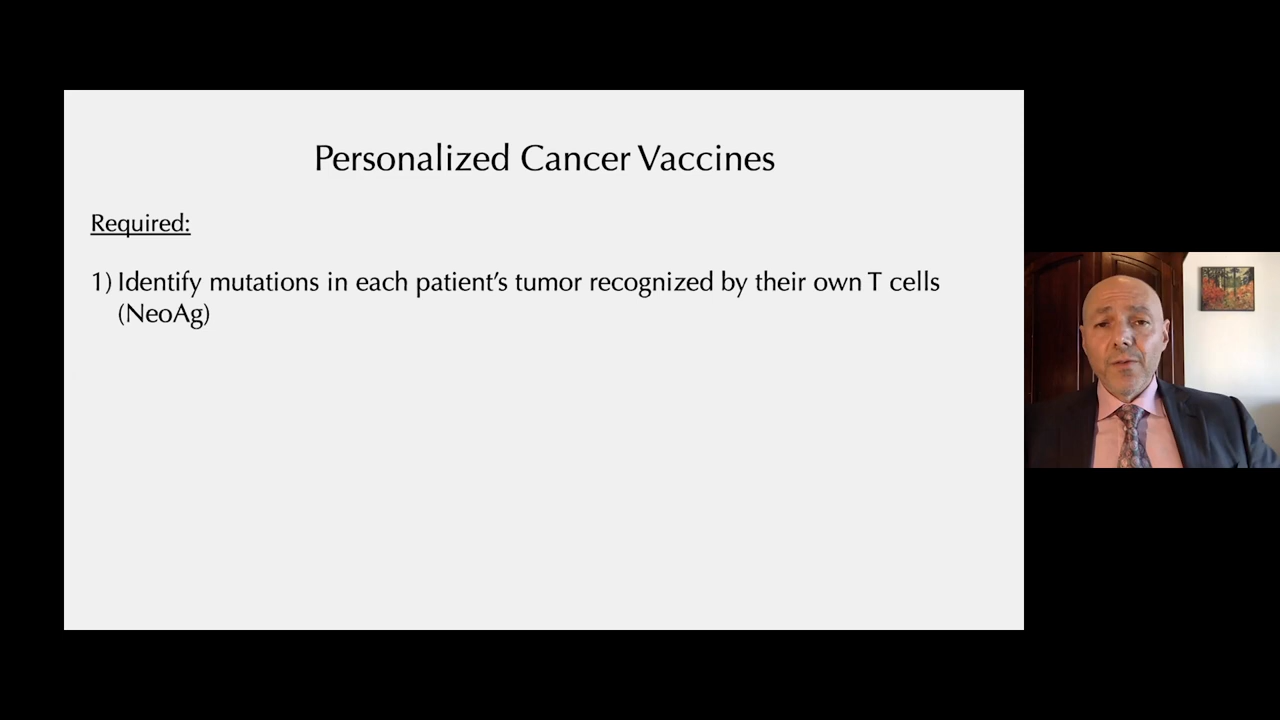 Personalized Cancer Vaccines
Required:
1) Identify mutations in each patient’s tumor recognized by their own T cells
(NeoAg)